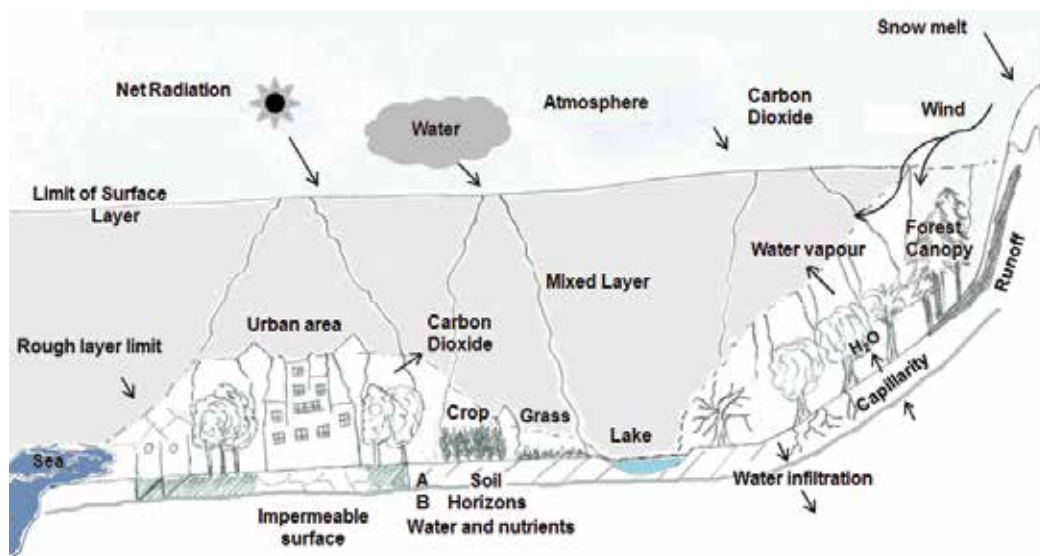 Snow melt
Net Radiation
Atmosphere
Carbon
Dioxide
Wind
Water
Limit of Surface
Layer
Forest
Canopy
Water vapour
Mixed Layer
Runoff
Urban area
Carbon
Dioxide
Rough layer limit
H2O
Capillarity
Crop
Grass
Lake
Sea
A
Soil
Water infiltration
B
Horizons
Impermeable
surface
Water and nutrients